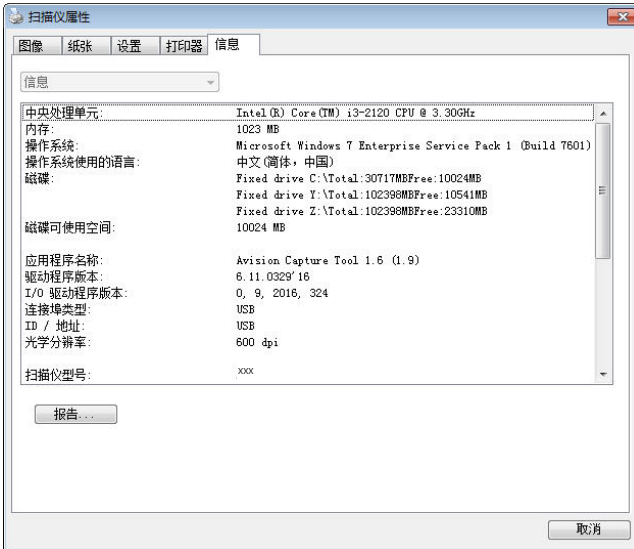 扫描仪属性
图像 纸张 设置 打印器 信息
信息
中央处理单元: Intel(R) Core(TM) i3-2120 CPU @ 3.30GHz
内存: 1023 MB
操作系统: Microsoft Windows 7 Enterprise Service Pack 1 (Build 7601)
操作系统使用的语言: 中文(简体，中国)
磁碟: Fixed drive C:\Total:30717MBFree:10024MB
Fixed drive Y:\Total:102398MBFree:10541MB
Fixed drive Z:\Total:102398MBFree:23310MB
磁碟可使用空间: 10024 MB
应用程序名称: Avision Capture Tool 1.6 (1.9)
驱动程序版本: 6.11.0329'16
I/O 驱动程序版本: 0, 9, 2016, 324
连接埠类型: USB
ID / 地址: USB
光学分辨率: 600 dpi
扫描仪型号: xxx
报告...
取消